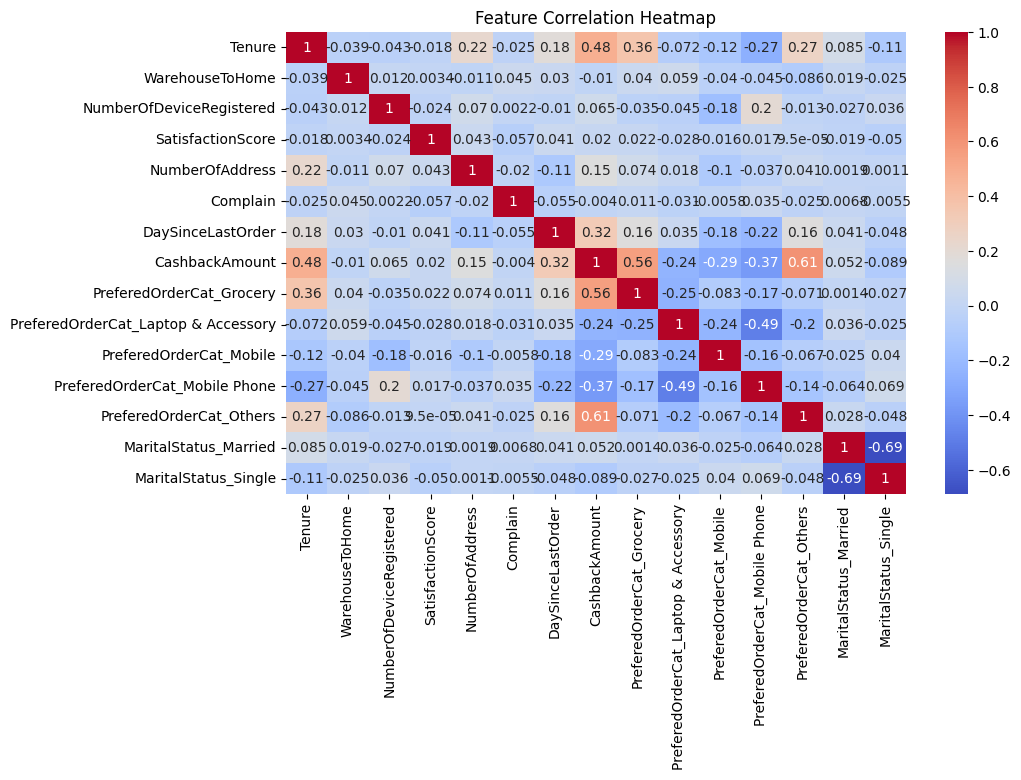 Feature Correlation Heatmap
Tenure 1 -0.039 -0.043 -0.018 0.22 -0.025 0.18 0.48 0.36 -0.072 -0.12 -0.27 0.27 0.085 -0.11
WarehouseToHome -0.039 1 0.012 0.0034 -0.011 0.045 0.03 -0.01 0.04 0.059 -0.04 -0.045 -0.086 0.019 -0.025
NumberOfDeviceRegistered -0.043 0.012 1 -0.024 0.07 0.0022 -0.01 0.065 -0.035 -0.045 -0.18 0.2 -0.013 -0.027 0.036
SatisfactionScore -0.018 0.0034 -0.024 1 0.043 -0.057 0.041 0.02 0.022 -0.028 -0.016 0.017 9.5e-05 -0.019 -0.05
NumberOfAddress 0.22 -0.011 0.07 0.043 1 -0.02 -0.11 0.15 0.074 0.018 -0.1 -0.037 0.041 0.0019 0.0011
Complain -0.025 0.045 0.0022 -0.057 -0.02 1 -0.055 -0.004 0.011 -0.031 -0.0058 0.035 -0.025 0.0068 -0.0055
DaySinceLastOrder 0.18 0.03 -0.01 0.041 -0.11 -0.055 1 0.32 0.16 0.035 -0.18 -0.22 0.16 0.041 -0.048
CashbackAmount 0.48 -0.01 0.065 0.02 0.15 -0.004 0.32 1 0.56 -0.24 -0.29 -0.37 0.61 0.052 -0.089
PreferedOrderCat_Grocery 0.36 0.04 -0.035 0.022 0.074 0.011 0.16 0.56 1 -0.25 -0.083 -0.17 -0.071 0.0014 -0.027
PreferedOrderCat_Laptop & Accessory -0.072 0.059 -0.045 -0.028 0.018 -0.031 0.035 -0.24 -0.25 1 -0.24 -0.49 -0.2 0.036 -0.025
PreferedOrderCat_Mobile -0.12 -0.04 -0.18 -0.016 -0.1 -0.0058 -0.18 -0.29 -0.083 -0.24 1 -0.16 -0.067 -0.025 0.04
PreferedOrderCat_Mobile Phone -0.27 -0.045 0.2 0.017 -0.037 0.035 -0.22 -0.37 -0.17 -0.49 -0.16 1 -0.14 -0.064 0.069
PreferedOrderCat_Others 0.27 -0.086 -0.013 9.5e-05 0.041 -0.025 0.16 0.61 -0.071 -0.2 -0.067 -0.14 1 0.028 -0.048
MaritalStatus_Married 0.085 0.019 -0.027 -0.019 0.0019 0.0068 0.041 0.052 0.0014 0.036 -0.025 -0.064 0.028 1 -0.69
MaritalStatus_Single -0.11 -0.025 0.036 -0.05 0.0011 -0.0055 -0.048 -0.089 -0.027 -0.025 0.04 0.069 -0.048 -0.69 1
Tenure
WarehouseToHome
NumberOfDeviceRegistered
SatisfactionScore
NumberOfAddress
Complain
DaySinceLastOrder
CashbackAmount
PreferedOrderCat_Grocery
PreferedOrderCat_Laptop & Accessory
PreferedOrderCat_Mobile
PreferedOrderCat_Mobile Phone
PreferedOrderCat_Others
MaritalStatus_Married
MaritalStatus_Single
1.0
0.8
0.6
0.4
0.2
0.0
−0.2
−0.4
−0.6